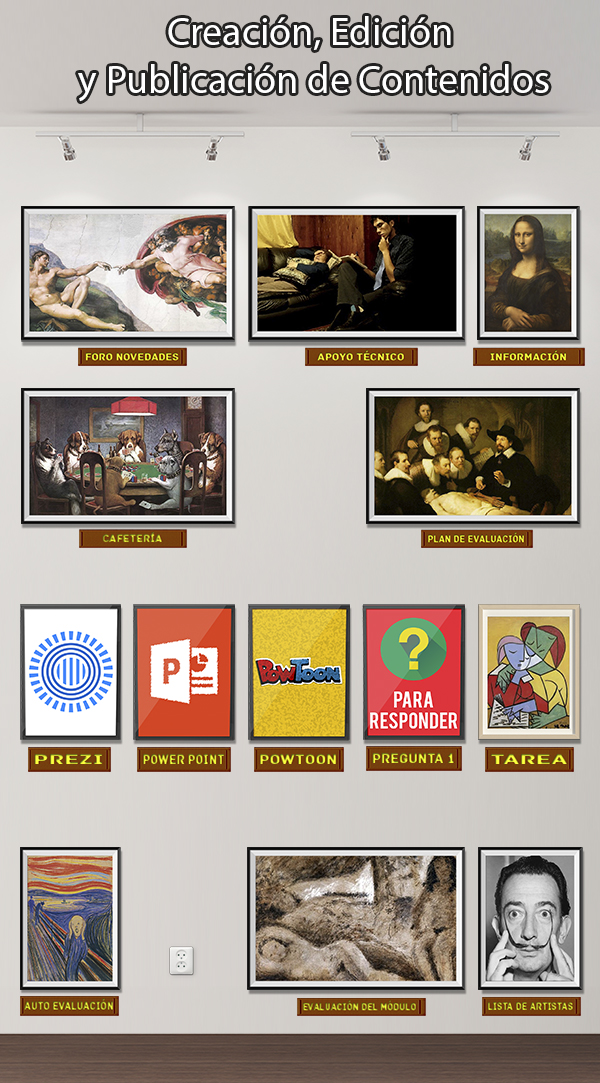 Creación, Edición
y Publicación de Contenidos
FORO NOVEDADES
APOYO TÉCNICO
INFORMACIÓN
CAFETERÍA
PLAN DE EVALUACIÓN
P
POWTOON
?
PARA
RESPONDER
PREZI
POWER POINT
POWTOON
PREGUNTA 1
TAREA
AUTO EVALUACIÓN
EVALUACIÓN DEL MÓDULO
LISTA DE ARTISTAS